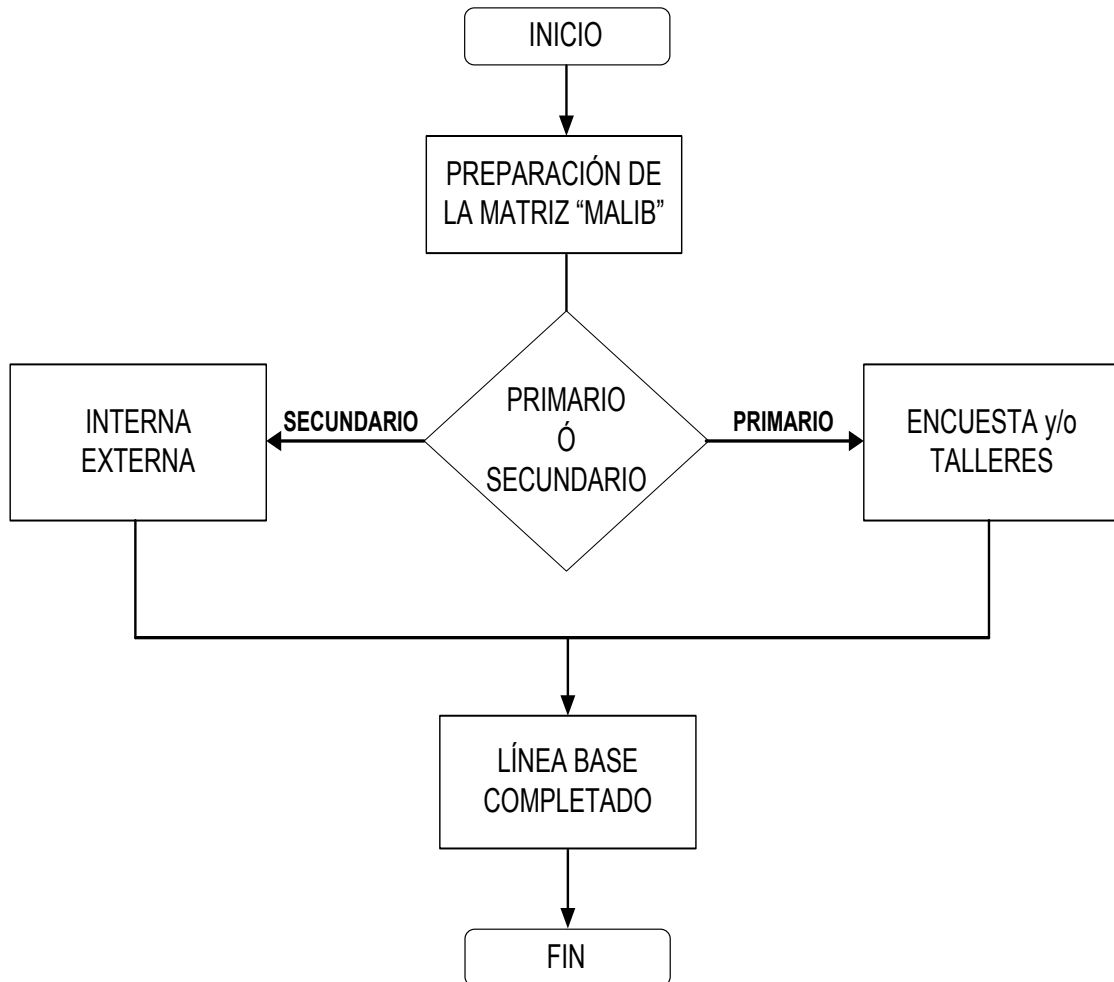 INICIO
PREPARACIÓN DE
LA MATRIZ “MALIB”
INTERNA
EXTERNA
SECUNDARIO
PRIMARIO
Ó
SECUNDARIO
PRIMARIO
ENCUESTA y/o
TALLERES
LÍNEA BASE
COMPLETADO
FIN